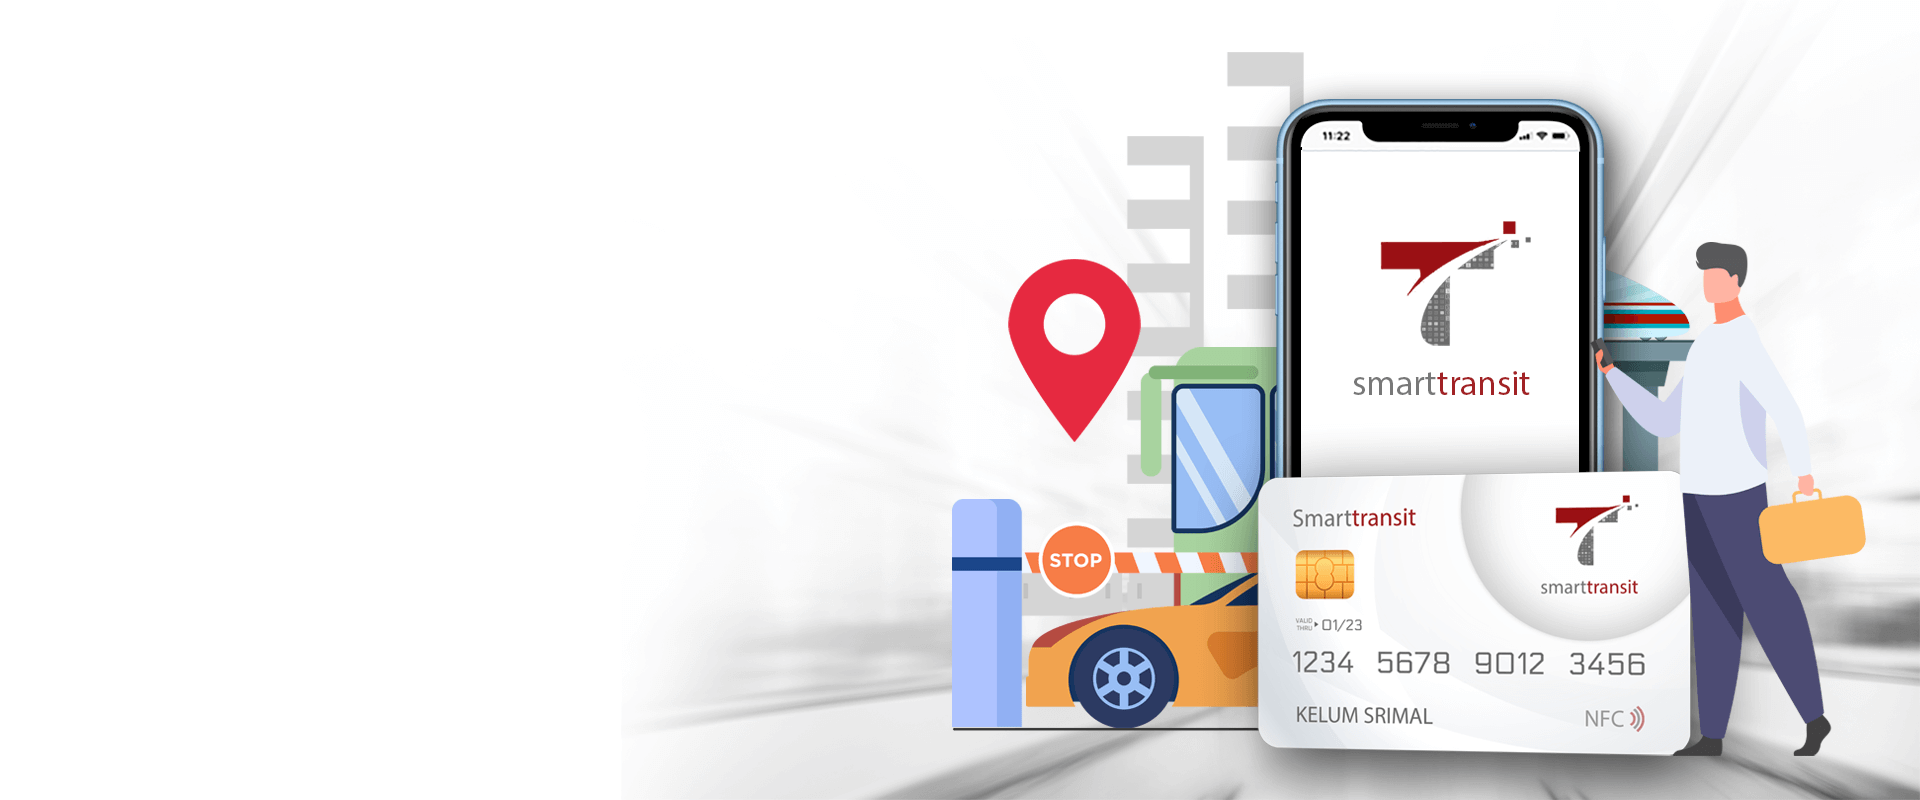 11:22
smarttransit
STOP
Smarttransit
smarttransit
VALID
THRU
01/23
1234 5678 9012 3456
KELUM SRIMAL
NFC